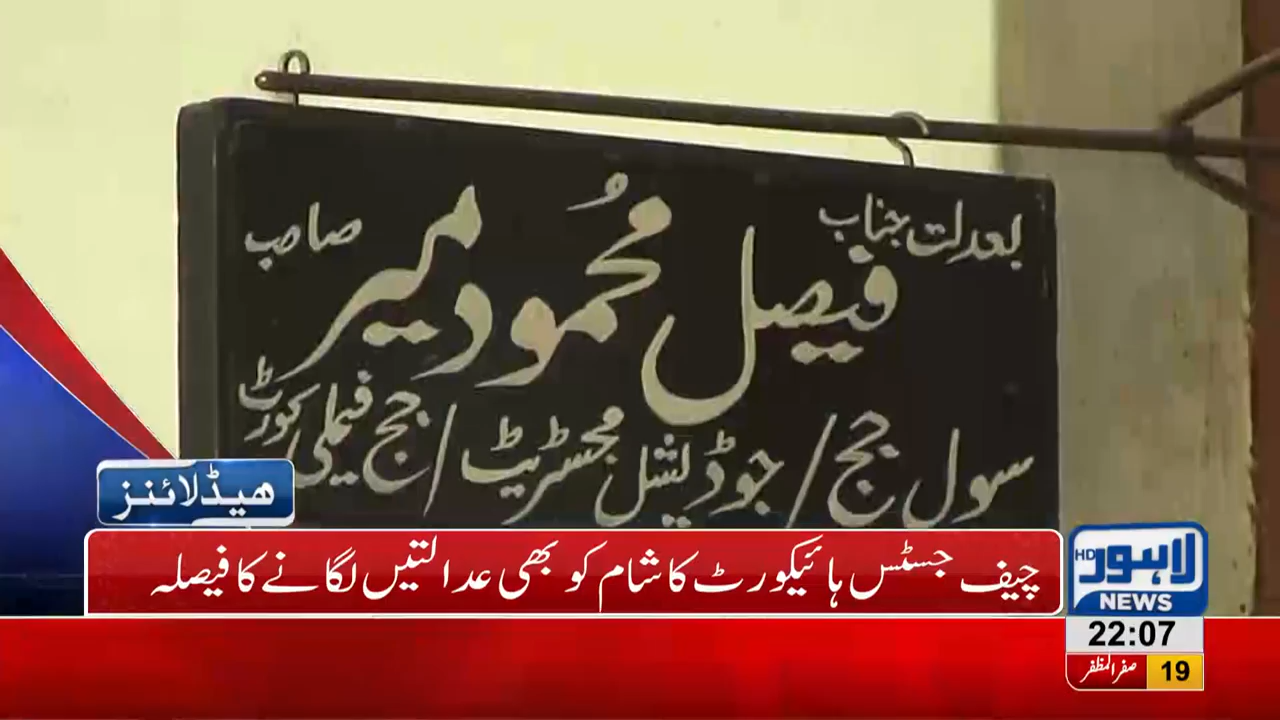 بعدلت جناب
فیصل محمود میر
صاحب
سول جج / جوڈیشل مجسٹریٹ / جج فیملی کورٹ
ھیڈلائنز
چیف جسٹس ہائیکورٹ کا شام کو بھی عدالتیں لگانے کا فیصلہ
لاہور HD
NEWS
22:07
19 صفر المظفر